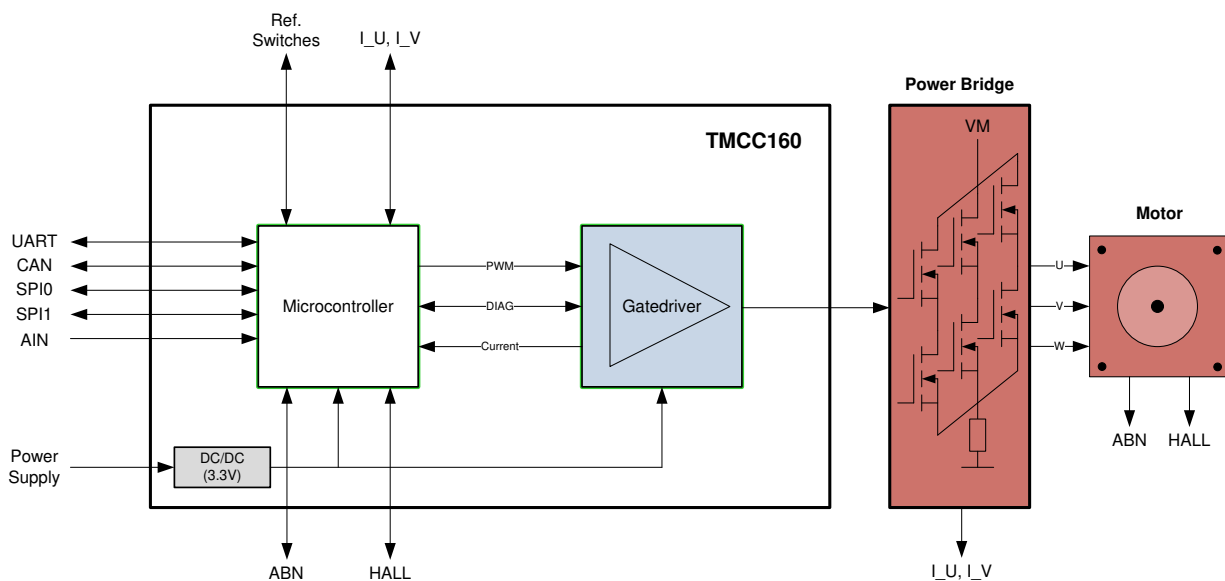 Ref.
Switches
I_U, I_V
Power Bridge
VM
TMCC160
Motor
UART
CAN
SPI0
SPI1
AIN
Microcontroller
PWM
DIAG
Current
Gatedriver
U
V
W
ABN
HALL
Power
Supply
DC/DC
(3.3V)
ABN
HALL
I_U, I_V